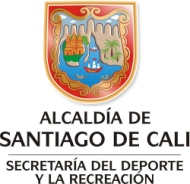 ALCALDÍA DE
SANTIAGO DE CALI
SECRETARÍA DEL DEPORTE
Y LA RECREACIÓN